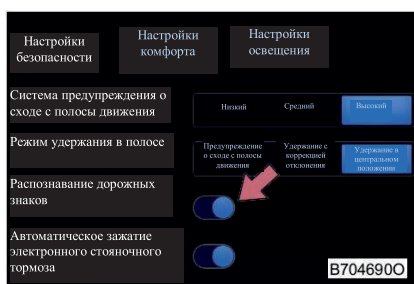 Настройки
безопасности
Настройки
комфорта
Настройки
освещения
Система предупреждения о
сходе с полосы движения
Низкий
Средний
Высокий
Режим удержания в полосе
Предупреждение
о сходе с полосы
движения
Удержание с
коррекцией
отклонения
Удержание в
центральном
положении
Распознавание дорожных
знаков
Автоматическое зажатие
электронного стояночного
тормоза
B704690O